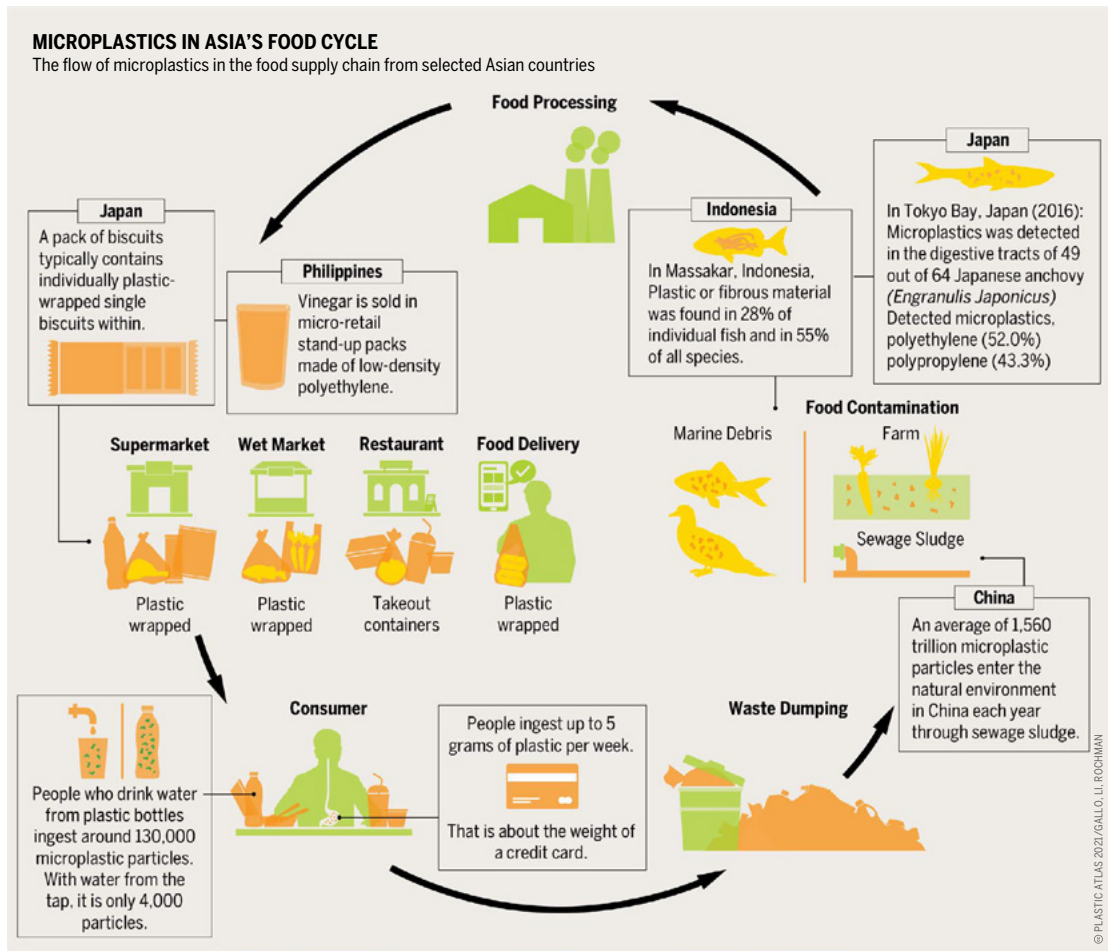 MICROPLASTICS IN ASIA'S FOOD CYCLE
The flow of microplastics in the food supply chain from selected Asian countries
Food Processing
Japan
In Tokyo Bay, Japan (2016):
Microplastics was detected
in the digestive tracts of 49
out of 64 Japanese anchovy
(Engranulis Japonicus)
Detected microplastics,
polyethylene (52.0%)
polypropylene (43.3%)
Indonesia
In Massakar, Indonesia,
Plastic or fibrous material
was found in 28% of
individual fish and in 55%
of all species.
Japan
A pack of biscuits
typically contains
individually plastic-
wrapped single
biscuits within.
Philippines
Vinegar is sold in
micro-retail
stand-up packs
made of low-density
polyethylene.
Supermarket
Plastic
wrapped
Wet Market
Plastic
wrapped
Restaurant
Takeout
containers
Food Delivery
Plastic
wrapped
Food Contamination
Marine Debris
Farm
Sewage Sludge
China
An average of 1,560
trillion microplastic
particles enter the
natural environment
in China each year
through sewage sludge.
Consumer
People who drink water
from plastic bottles
ingest around 130,000
microplastic particles.
With water from the
tap, it is only 4,000
particles.
People ingest up to 5
grams of plastic per week.
That is about the weight of
a credit card.
Waste Dumping
PLASTIC ATLAS 2021/GALLO, LI, ROCHMAN